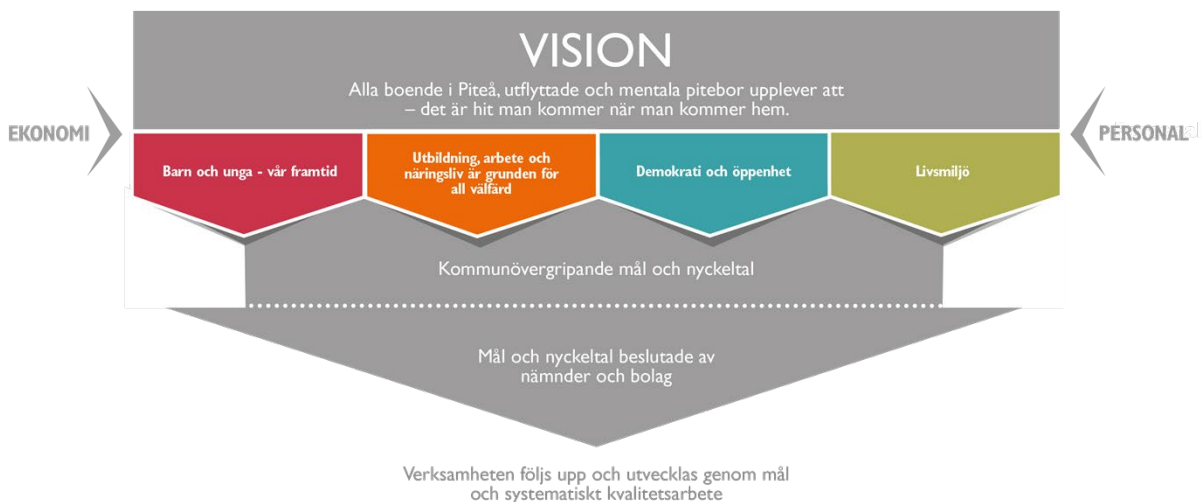 VISION
Alla boende i Piteå, utflyttade och mentala pitebor upplever att
– det är hit man kommer när man kommer hem.
EKONOMI
PERSONAL
Barn och unga - vår framtid
Utbildning, arbete och
näringsliv är grunden för
all välfärd
Demokrati och öppenhet
Livsmiljö
Kommunövergripande mål och nyckeltal
Mål och nyckeltal beslutade av
nämnder och bolag
Verksamheten följs upp och utvecklas genom mål
och systematiskt kvalitetsarbete